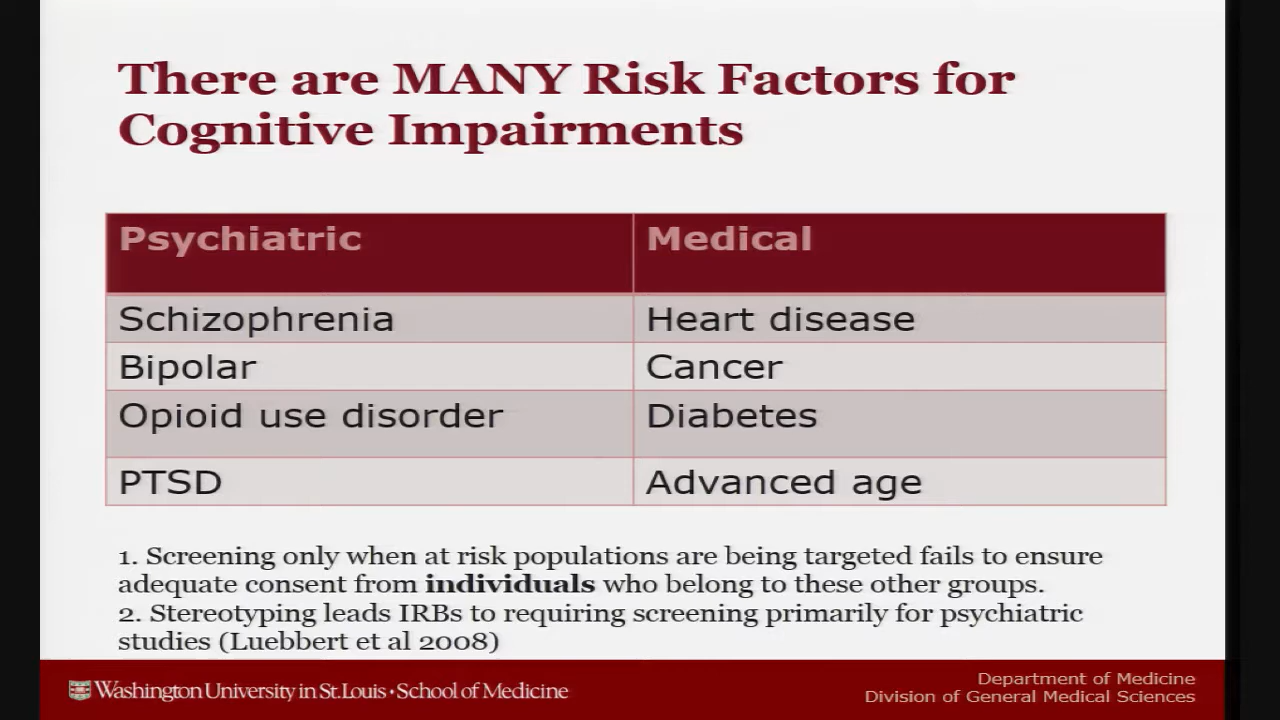 There are MANY Risk Factors for
Cognitive Impairments
Psychiatric Medical
Schizophrenia Heart disease
Bipolar Cancer
Opioid use disorder Diabetes
PTSD Advanced age
1. Screening only when at risk populations are being targeted fails to ensure
adequate consent from individuals who belong to these other groups.
2. Stereotyping leads IRBs to requiring screening primarily for psychiatric
studies (Luebbert et al 2008)
Washington University in St. Louis • School of Medicine
Department of Medicine
Division of General Medical Sciences